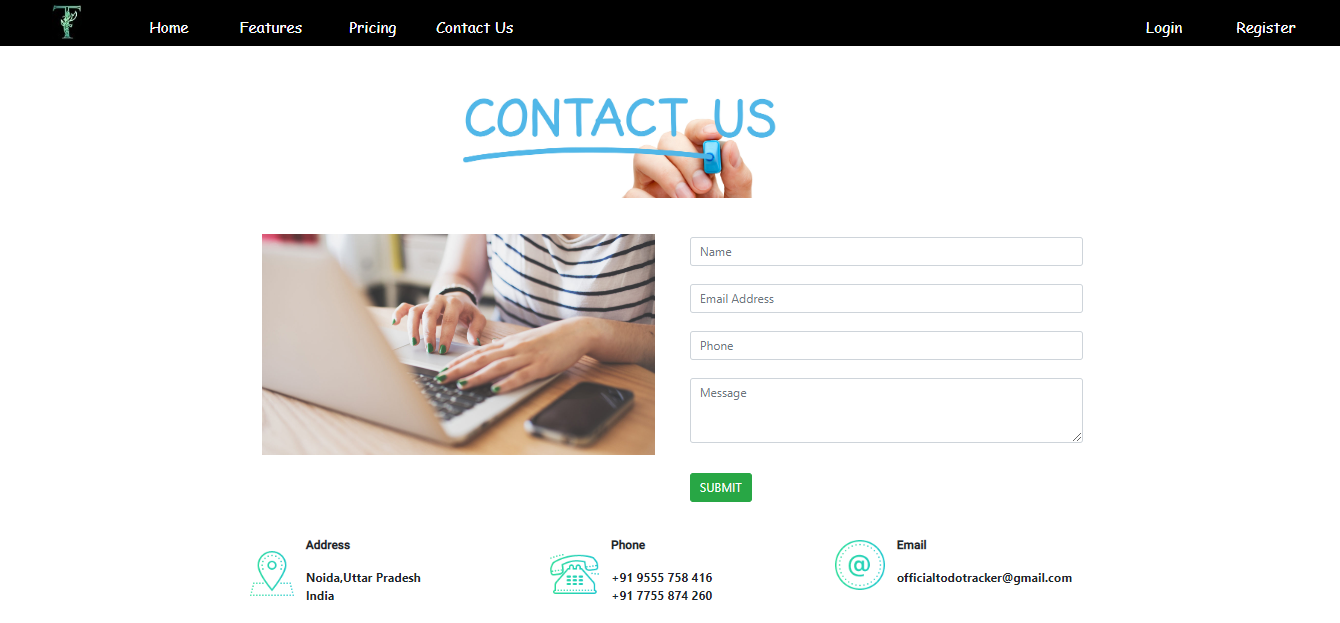 T
Home Features Pricing Contact Us Login Register
CONTACT US
Name
Email Address
Phone
Message
SUBMIT
Address
Noida,Uttar Pradesh
India
Phone
+91 9555 758 416
+91 7755 874 260
@
Email
officialtodotracker@gmail.com